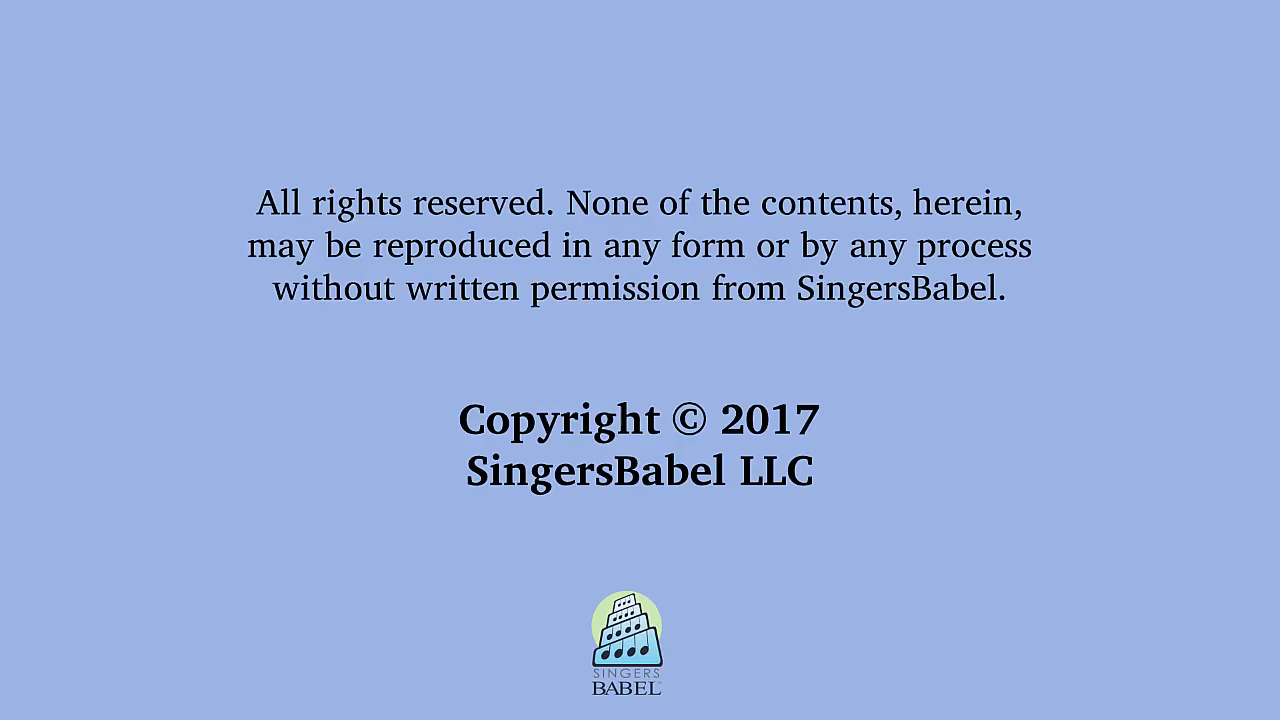 All rights reserved. None of the contents, herein,
may be reproduced in any form or by any process
without written permission from SingersBabel.
Copyright © 2017
SingersBabel LLC
SINGERS
BABEL